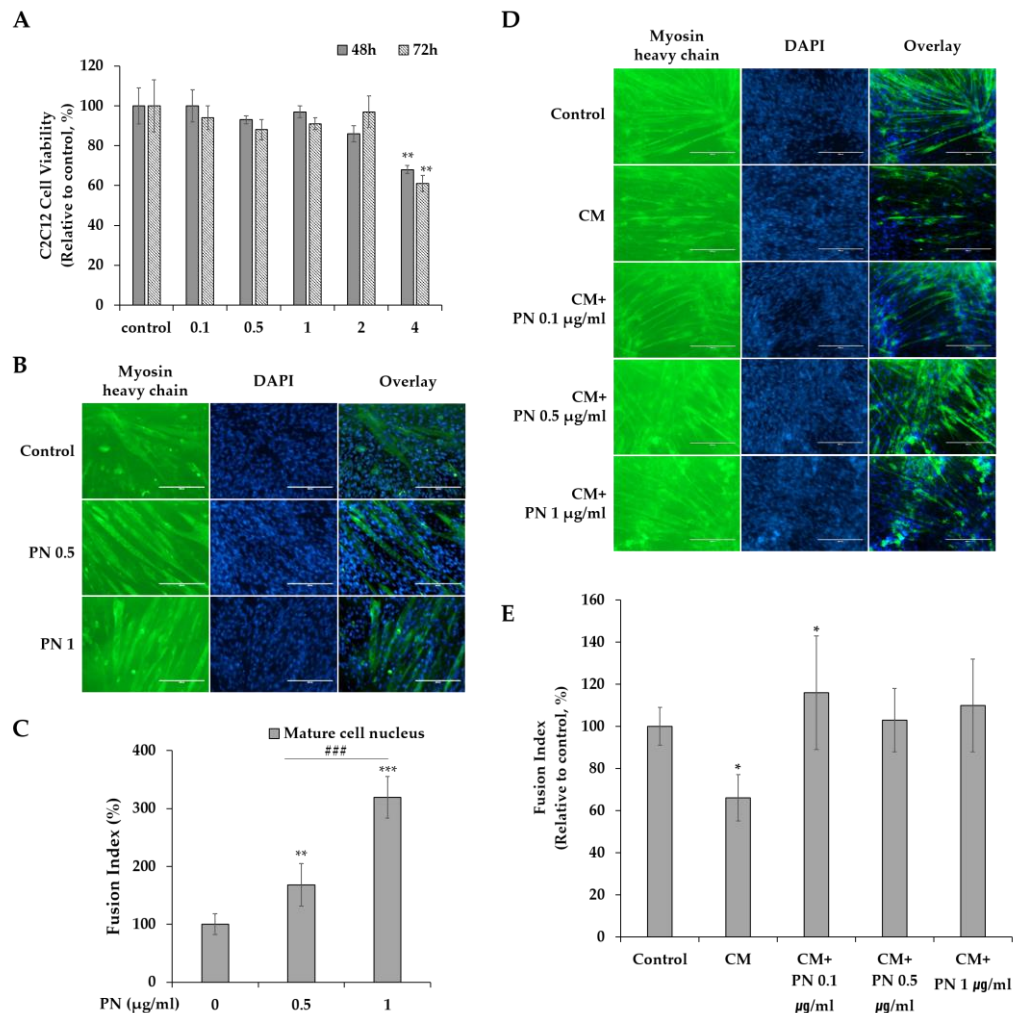 A
48h 72h
C2C12 Cell Viability
(Relative to control, %)
120
100
80
60
40
20
0
** **
control 0.1 0.5 1 2 4
B
Myosin
heavy chain
DAPI
Overlay
Control
PN 0.5
PN 1
C
Mature cell nucleus
###
***
**
Fusion Index (%)
400
300
200
100
0
PN (µg/ml) 0 0.5 1
D
Myosin
heavy chain
DAPI
Overlay
Control
CM
CM+
PN 0.1 µg/ml
CM+
PN 0.5 µg/ml
CM+
PN 1 µg/ml
E
Fusion Index
(Relative to control, %)
160
140
120
100
80
60
40
20
0
*
*
Control
CM
CM+
PN 0.1
µg/ml
CM+
PN 0.5
µg/ml
CM+
PN 1 µg/ml